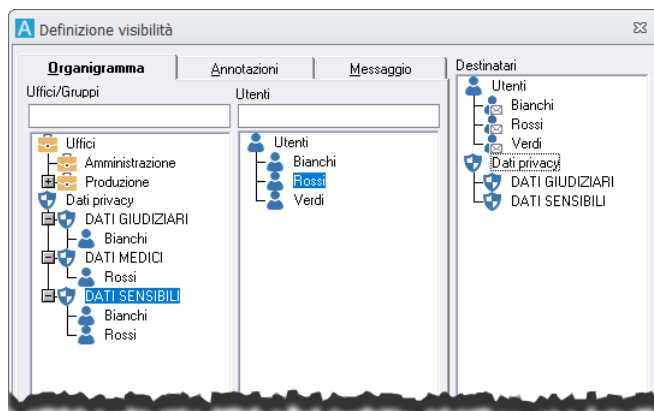 Definizione visibilità
Organigramma
Annotazioni
Messaggio
Uffici/Gruppi
Uffici
Amministrazione
Produzione
Dati privacy
DATI GIUDIZIARI
Bianchi
DATI MEDICI
Rossi
DATI SENSIBILI
Bianchi
Rossi
Utenti
Utenti
Bianchi
Rossi
Verdi
Destinatari
Utenti
Bianchi
Rossi
Verdi
Dati privacy
DATI GIUDIZIARI
DATI SENSIBILI